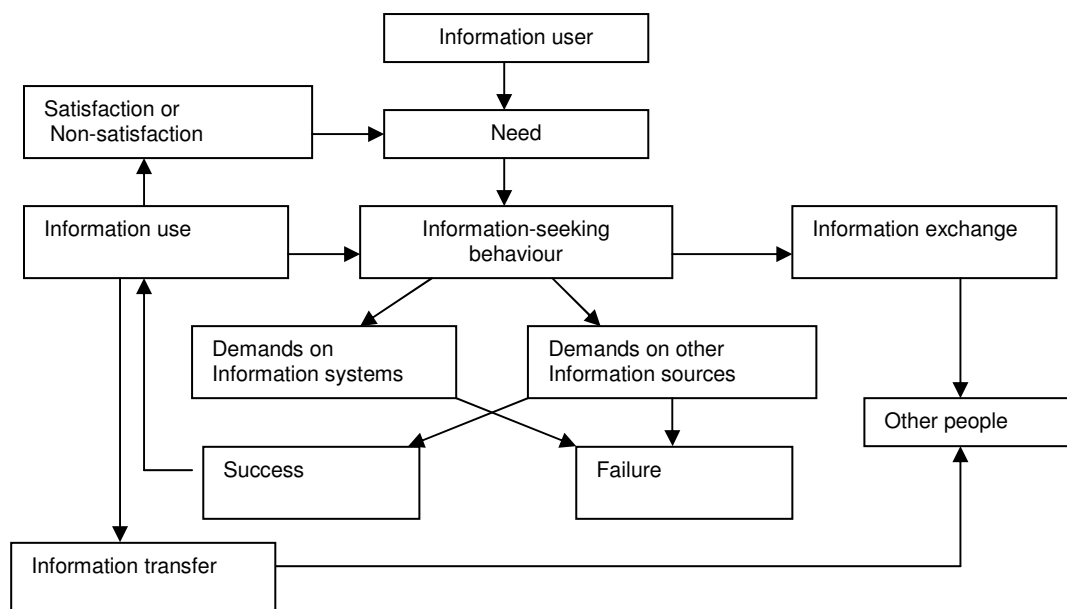 Information user
Satisfaction or
Non-satisfaction
Need
Information use
Information-seeking
behaviour
Information exchange
Demands on
Information systems
Demands on other
Information sources
Other people
Success
Failure
Information transfer